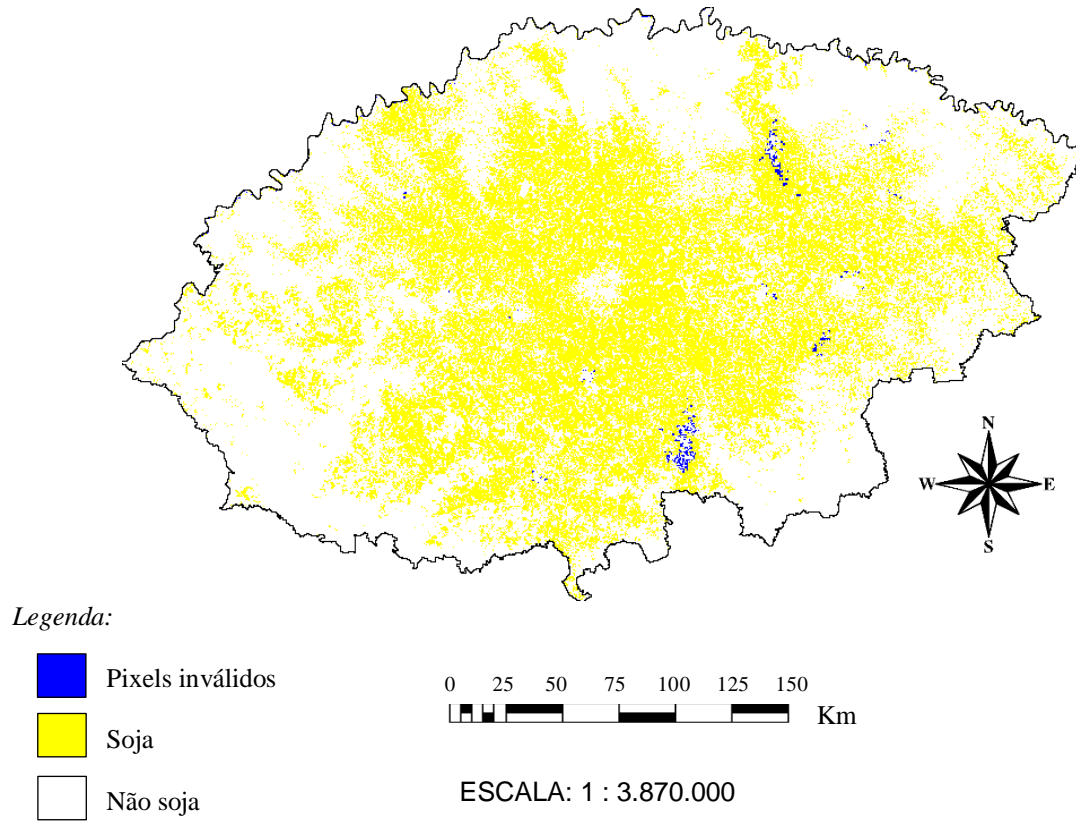 N
W E
S
Legenda:
Pixels inválidos
Soja
Não soja
0 25 50 75 100 125 150
Km
ESCALA: 1 : 3.870.000